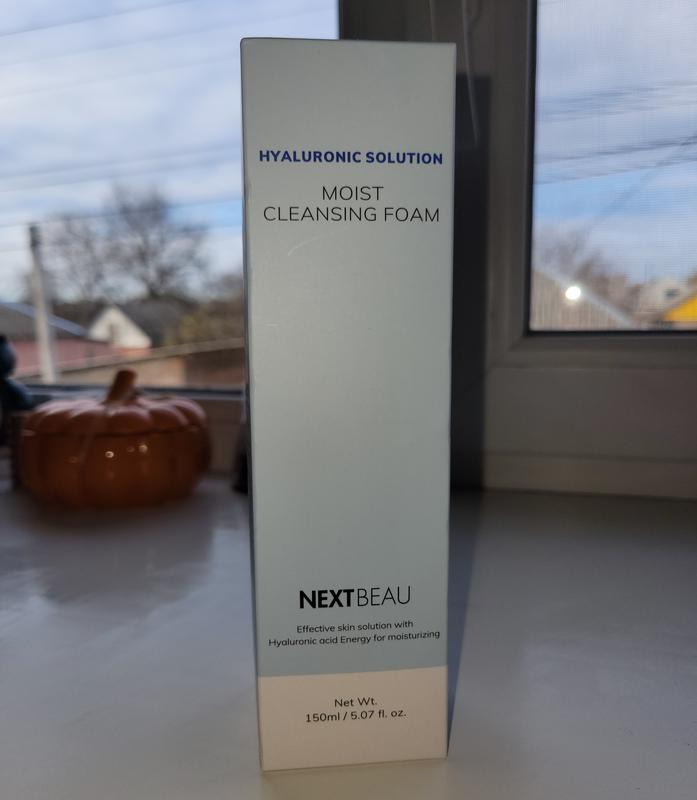 HYALURONIC SOLUTION
MOIST
CLEANSING FOAM
NEXTBEAU
Effective skin solution with
Hyaluronic acid Energy for moisturizing
Net Wt.
150ml / 5.07 fl. oz.